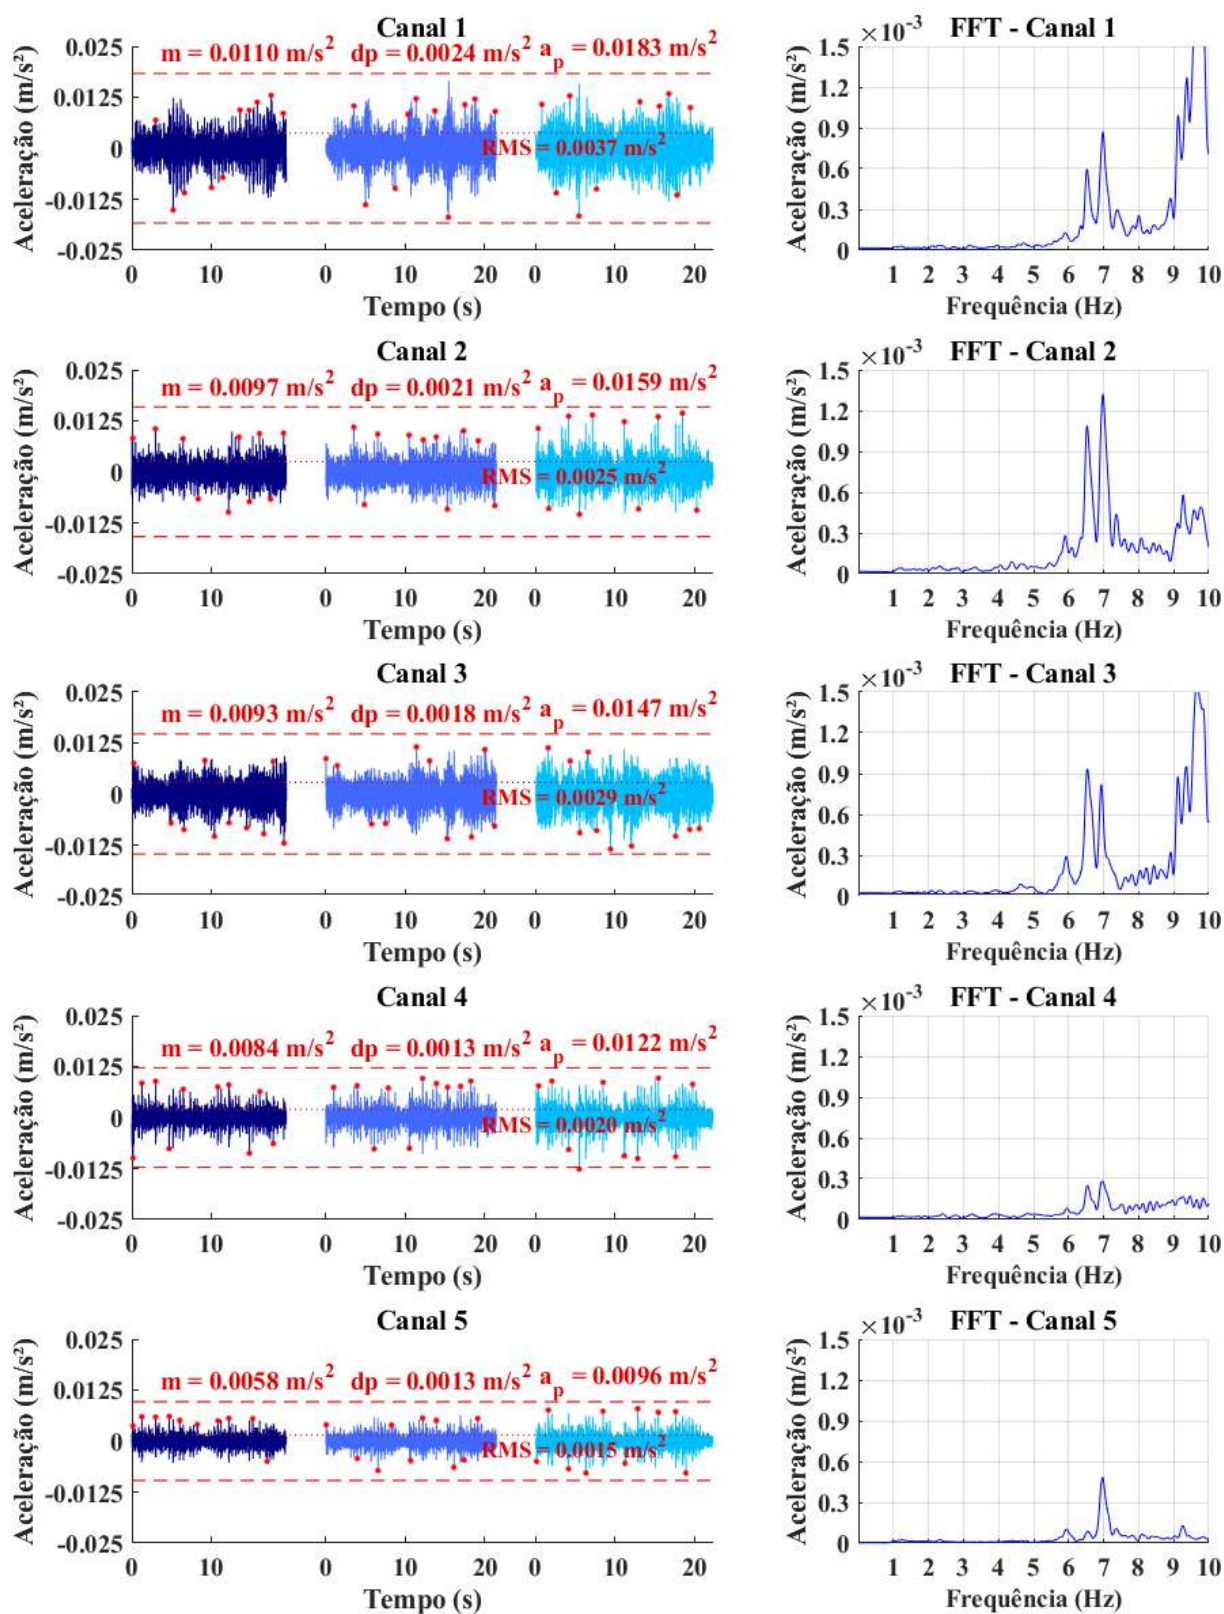 Canal 1
m = 0.0110 m/s² dp = 0.0024 m/s² a_p = 0.0183 m/s²
RMS = 0.0037 m/s²
Aceleração (m/s²)
0.025
0.0125
0
-0.0125
-0.025
0 10 0 10 20 0 10 20
Tempo (s)
FFT - Canal 1
×10⁻³
Aceleração (m/s²)
1.5
1.2
0.9
0.6
0.3
0
1 2 3 4 5 6 7 8 9 10
Frequência (Hz)
Canal 2
m = 0.0097 m/s² dp = 0.0021 m/s² a_p = 0.0159 m/s²
RMS = 0.0025 m/s²
Aceleração (m/s²)
0.025
0.0125
0
-0.0125
-0.025
0 10 0 10 20 0 10 20
Tempo (s)
FFT - Canal 2
×10⁻³
Aceleração (m/s²)
1.5
1.2
0.9
0.6
0.3
0
1 2 3 4 5 6 7 8 9 10
Frequência (Hz)
Canal 3
m = 0.0093 m/s² dp = 0.0018 m/s² a_p = 0.0147 m/s²
RMS = 0.0029 m/s²
Aceleração (m/s²)
0.025
0.0125
0
-0.0125
-0.025
0 10 0 10 20 0 10 20
Tempo (s)
FFT - Canal 3
×10⁻³
Aceleração (m/s²)
1.5
1.2
0.9
0.6
0.3
0
1 2 3 4 5 6 7 8 9 10
Frequência (Hz)
Canal 4
m = 0.0084 m/s² dp = 0.0013 m/s² a_p = 0.0122 m/s²
RMS = 0.0020 m/s²
Aceleração (m/s²)
0.025
0.0125
0
-0.0125
-0.025
0 10 0 10 20 0 10 20
Tempo (s)
FFT - Canal 4
×10⁻³
Aceleração (m/s²)
1.5
1.2
0.9
0.6
0.3
0
1 2 3 4 5 6 7 8 9 10
Frequência (Hz)
Canal 5
m = 0.0058 m/s² dp = 0.0013 m/s² a_p = 0.0096 m/s²
RMS = 0.0015 m/s²
Aceleração (m/s²)
0.025
0.0125
0
-0.0125
-0.025
0 10 0 10 20 0 10 20
Tempo (s)
FFT - Canal 5
×10⁻³
Aceleração (m/s²)
1.5
1.2
0.9
0.6
0.3
0
1 2 3 4 5 6 7 8 9 10
Frequência (Hz)